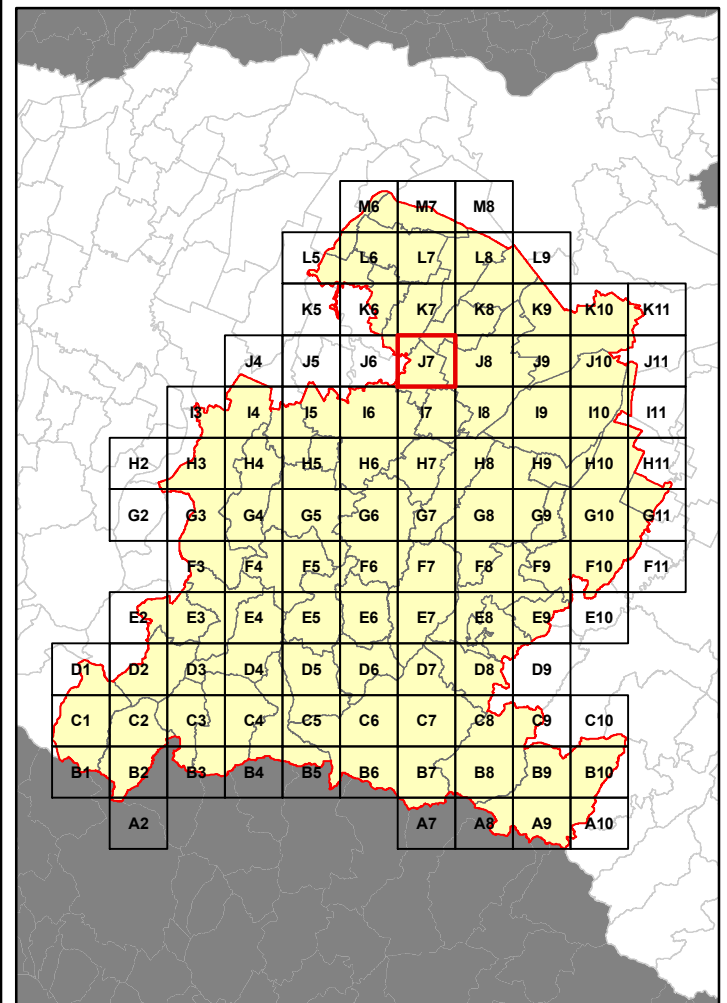 M6 M7 M8
L5 L6 L7 L8 L9
K5 K6 K7 K8 K9 K10 K11
J4 J5 J6 J7 J8 J9 J10 J11
I3 I4 I5 I6 I7 I8 I9 I10 I11
H2 H3 H4 H5 H6 H7 H8 H9 H10 H11
G2 G3 G4 G5 G6 G7 G8 G9 G10 G11
F3 F4 F5 F6 F7 F8 F9 F10 F11
E2 E3 E4 E5 E6 E7 E8 E9 E10
D1 D2 D3 D4 D5 D6 D7 D8 D9
C1 C2 C3 C4 C5 C6 C7 C8 C9 C10
B1 B2 B3 B4 B5 B6 B7 B8 B9 B10
A2 A7 A8 A9 A10